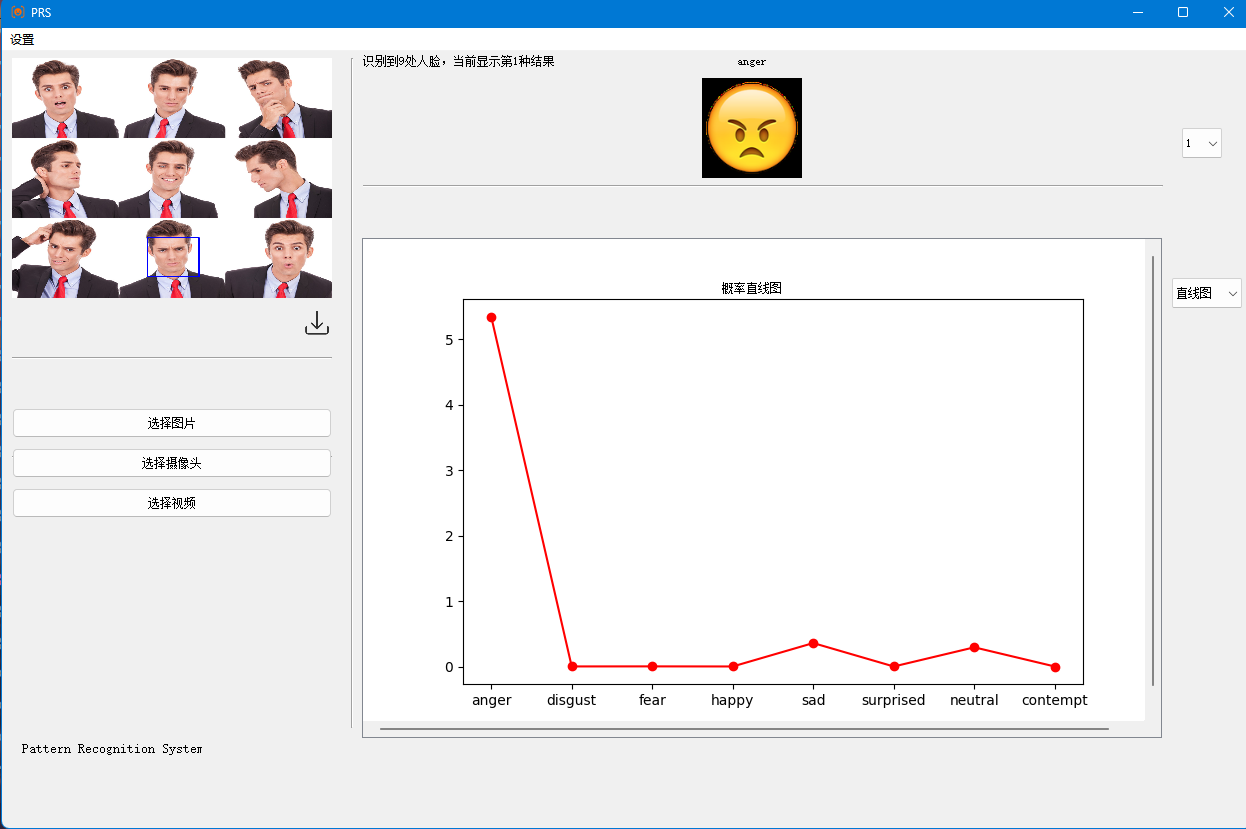 PRS
设置
识别到9处人脸，当前显示第1种结果
anger
1
选择图片
选择摄像头
选择视频
Pattern Recognition System
概率直线图
5
4
3
2
1
0
anger disgust fear happy sad surprised neutral contempt
直线图